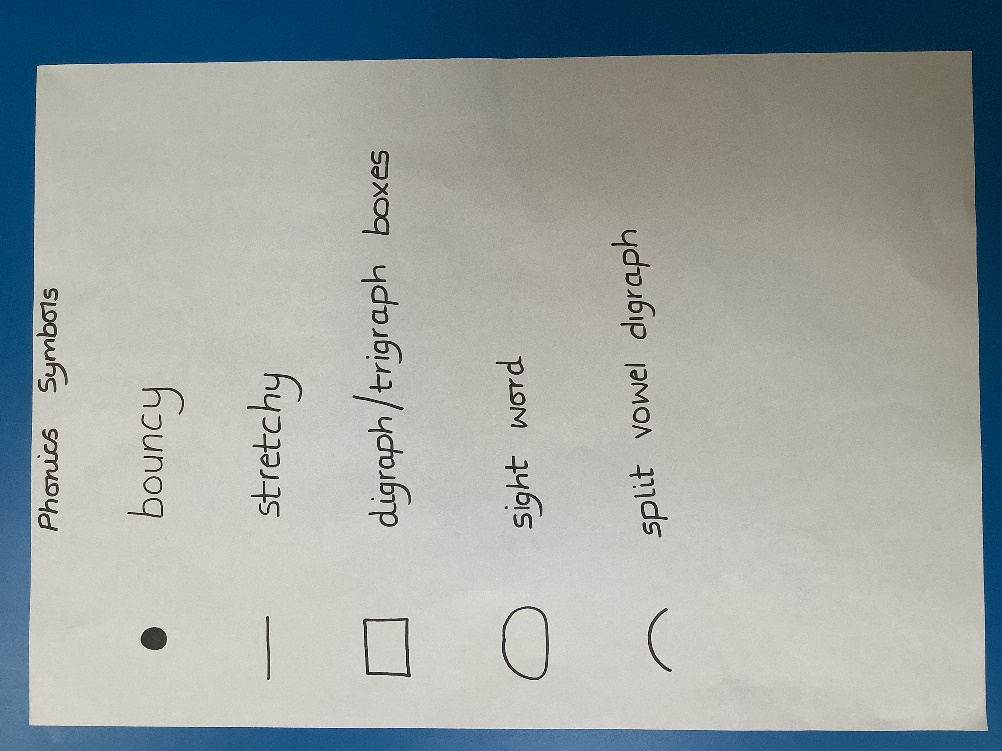 Phonics Symbols
bouncy
stretchy
digraph/trigraph boxes
sight word
split vowel digraph